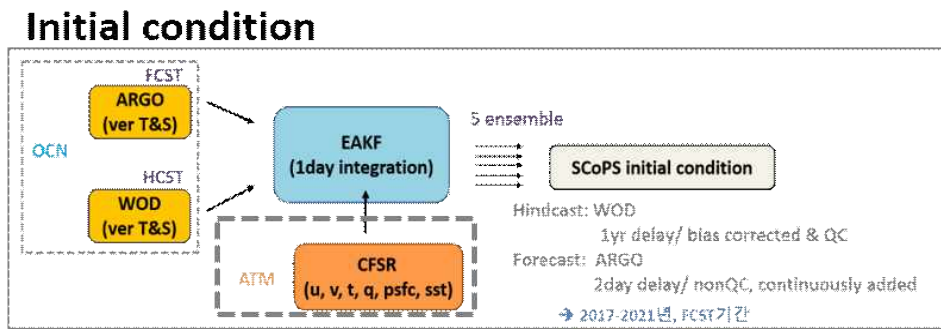 Initial condition
FCST
ARGO
(ver T&S)
OCN
HCST
WOD
(ver T&S)
EAKF
(1day integration)
5 ensemble
SCoPS initial condition
ATM
CFSR
(u, v, t, q, psfc, sst)
Hindcast: WOD
1yr delay/ bias corrected & QC
Forecast: ARGO
2day delay/ nonQC, continuously added
→ 2017-2021년, FCST기간